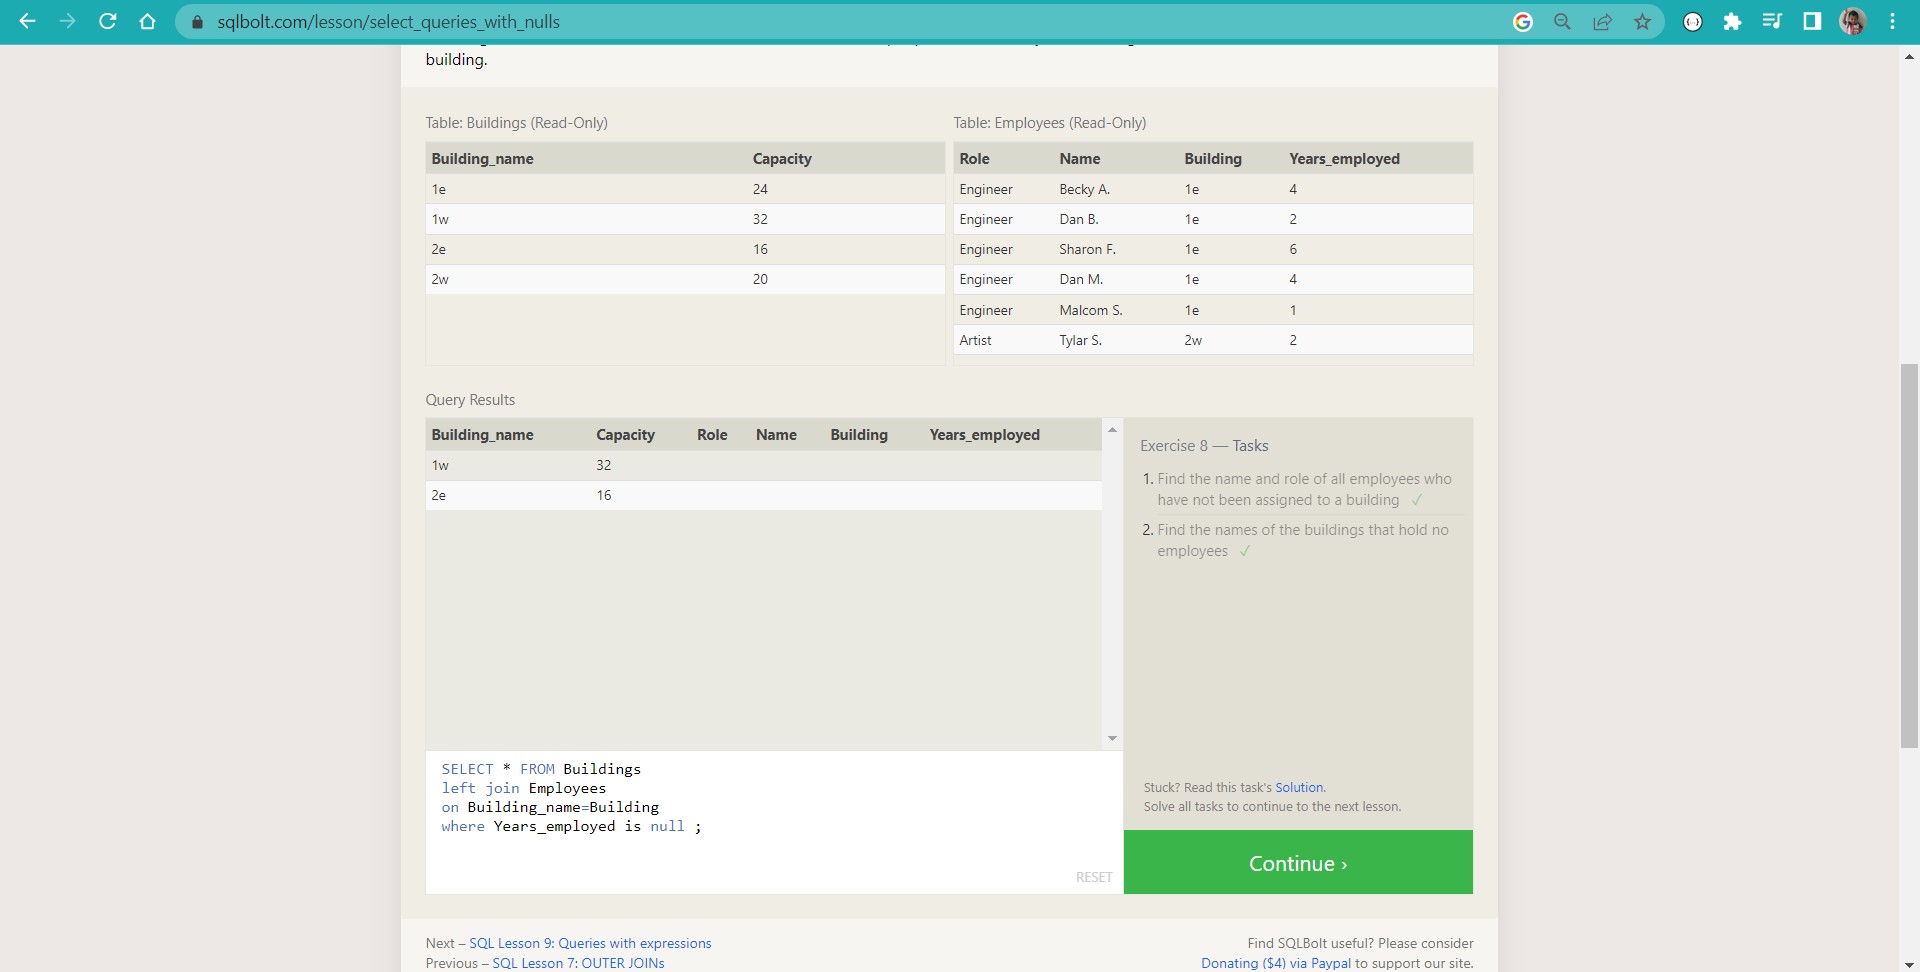 sqlbolt.com/lesson/select_queries_with_nulls
building.
Table: Buildings (Read-Only)
Building_name Capacity
1e 24
1w 32
2e 16
2w 20
Table: Employees (Read-Only)
Role Name Building Years_employed
Engineer Becky A. 1e 4
Engineer Dan B. 1e 2
Engineer Sharon F. 1e 6
Engineer Dan M. 1e 4
Engineer Malcom S. 1e 1
Artist Tylar S. 2w 2
Query Results
Building_name Capacity Role Name Building Years_employed
1w 32
2e 16
Exercise 8 — Tasks
1. Find the name and role of all employees who
have not been assigned to a building ✓
2. Find the names of the buildings that hold no
employees ✓
SELECT * FROM Buildings
left join Employees
on Building_name=Building
where Years_employed is null ;
RESET
Stuck? Read this task's Solution.
Solve all tasks to continue to the next lesson.
Continue ›
Next – SQL Lesson 9: Queries with expressions
Previous – SQL Lesson 7: OUTER JOINs
Find SQLBolt useful? Please consider
Donating ($4) via Paypal to support our site.